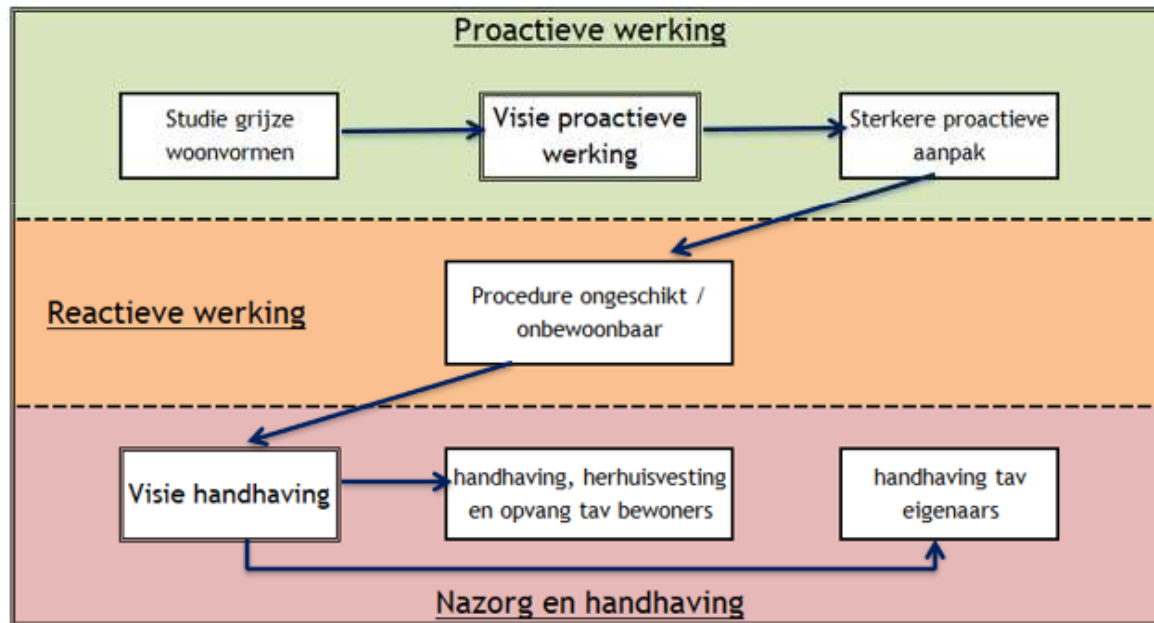 Proactieve werking
Studie grijze
woonvormen
Visie proactieve
werking
Sterkere proactieve
aanpak
Reactieve werking
Procedure ongeschikt /
onbewoonbaar
Visie handhaving
handhaving, herhuisvesting
en opvang tav bewoners
handhaving tav
eigenaars
Nazorg en handhaving